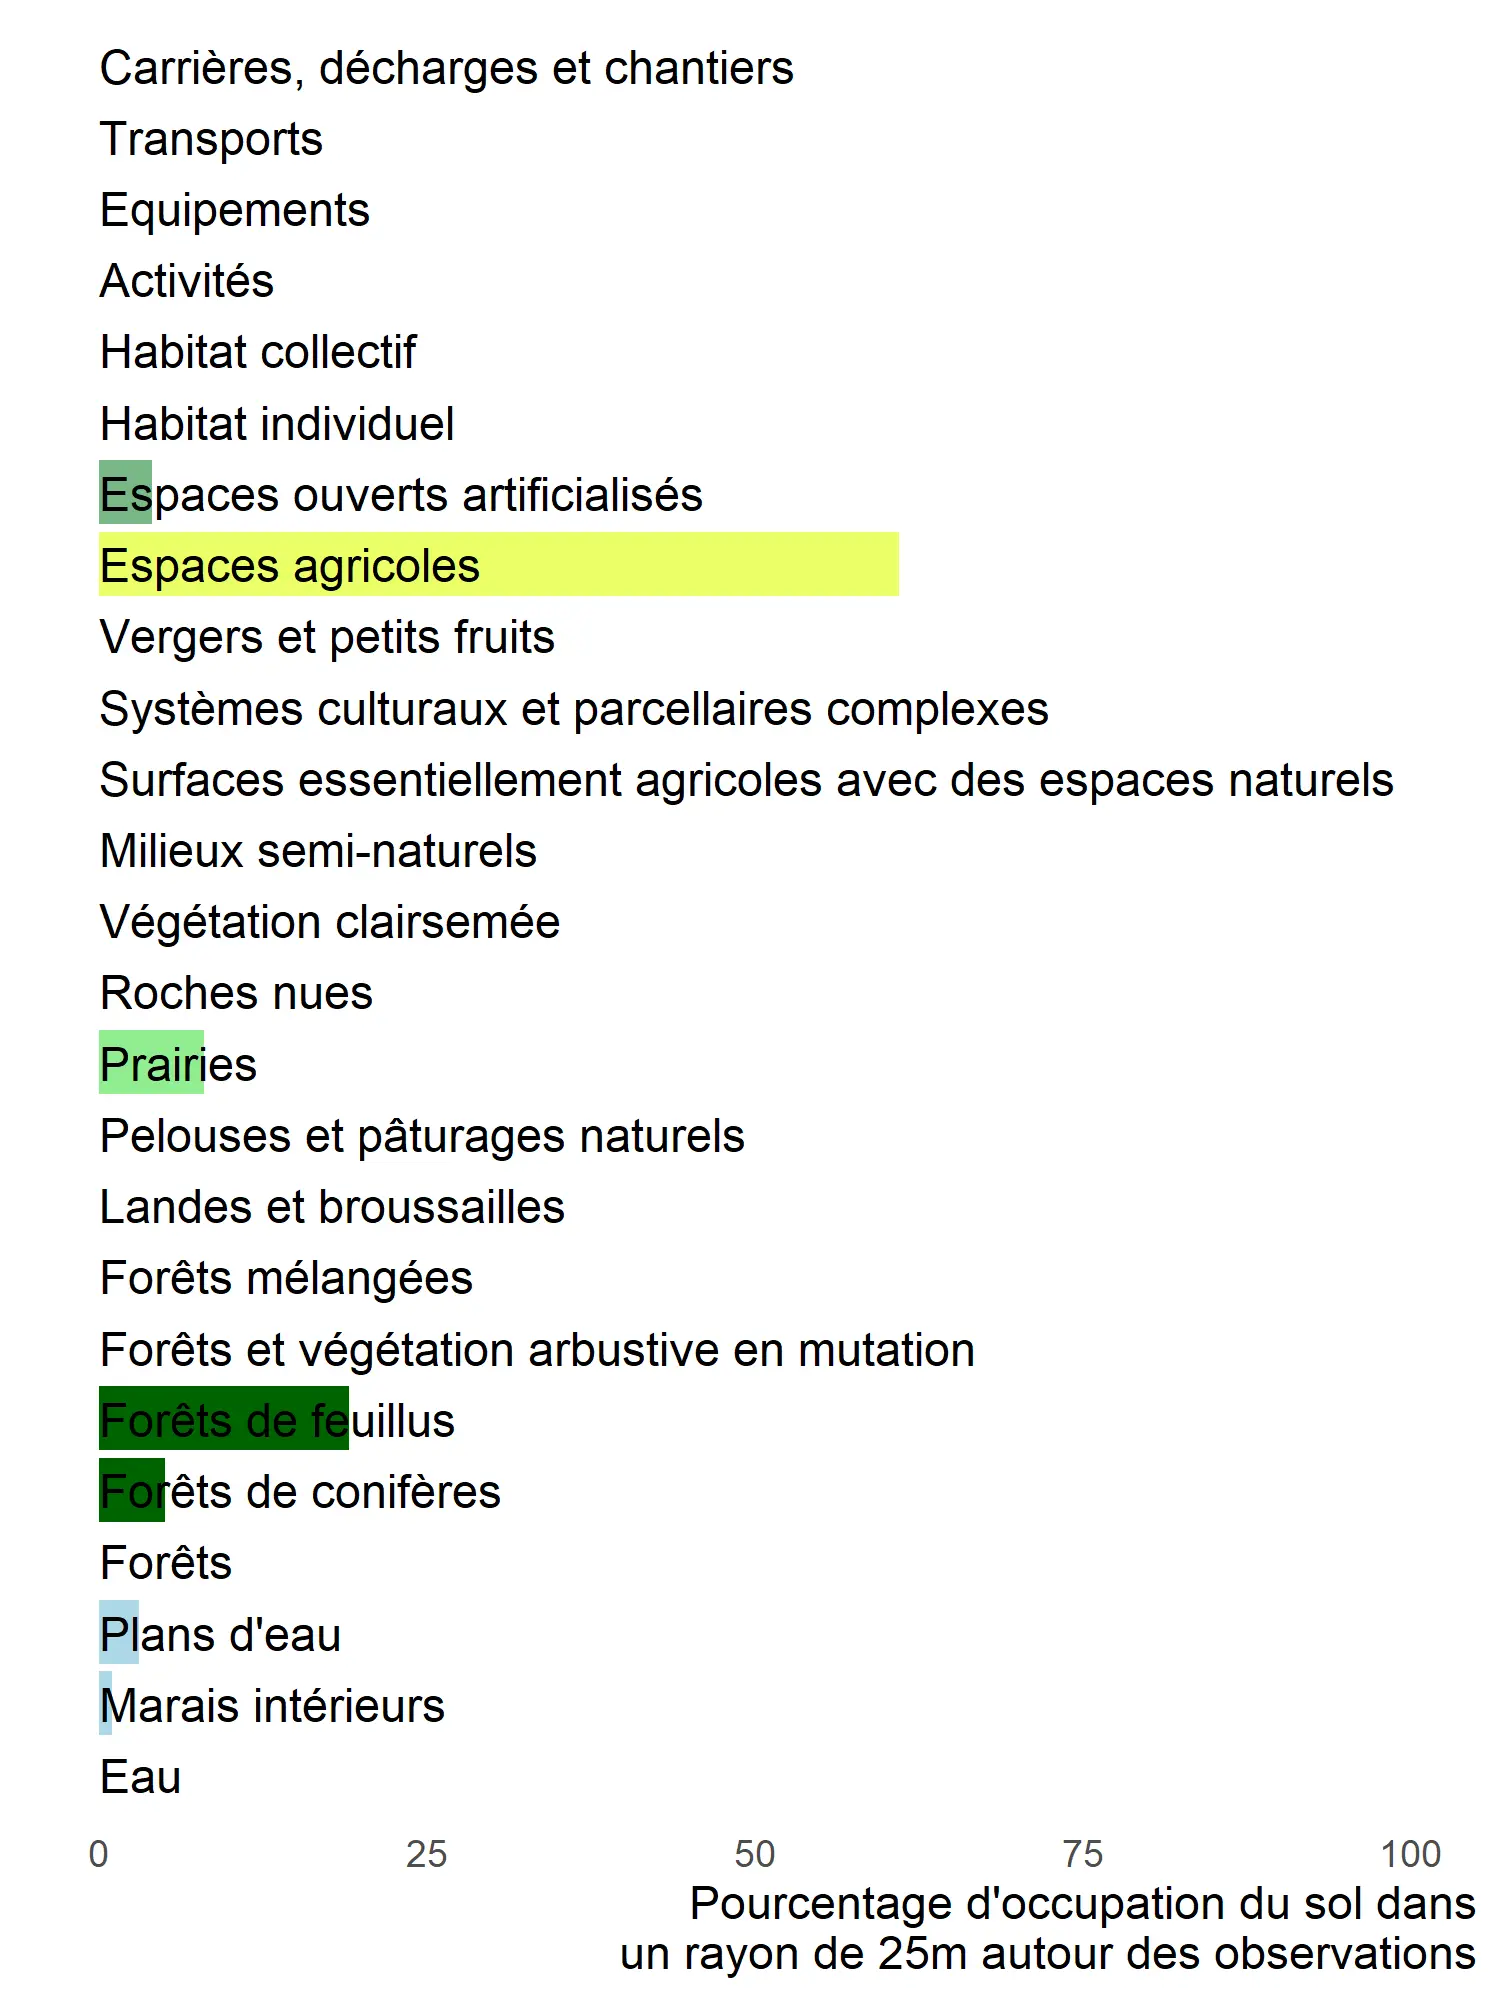 Carrières, décharges et chantiers
Transports
Equipements
Activités
Habitat collectif
Habitat individuel
Espaces ouverts artificialisés
Espaces agricoles
Vergers et petits fruits
Systèmes culturaux et parcellaires complexes
Surfaces essentiellement agricoles avec des espaces naturels
Milieux semi-naturels
Végétation clairsemée
Roches nues
Prairies
Pelouses et pâturages naturels
Landes et broussailles
Forêts mélangées
Forêts et végétation arbustive en mutation
Forêts de feuillus
Forêts de conifères
Forêts
Plans d'eau
Marais intérieurs
Eau
0 25 50 75 100
Pourcentage d'occupation du sol dans
un rayon de 25m autour des observations